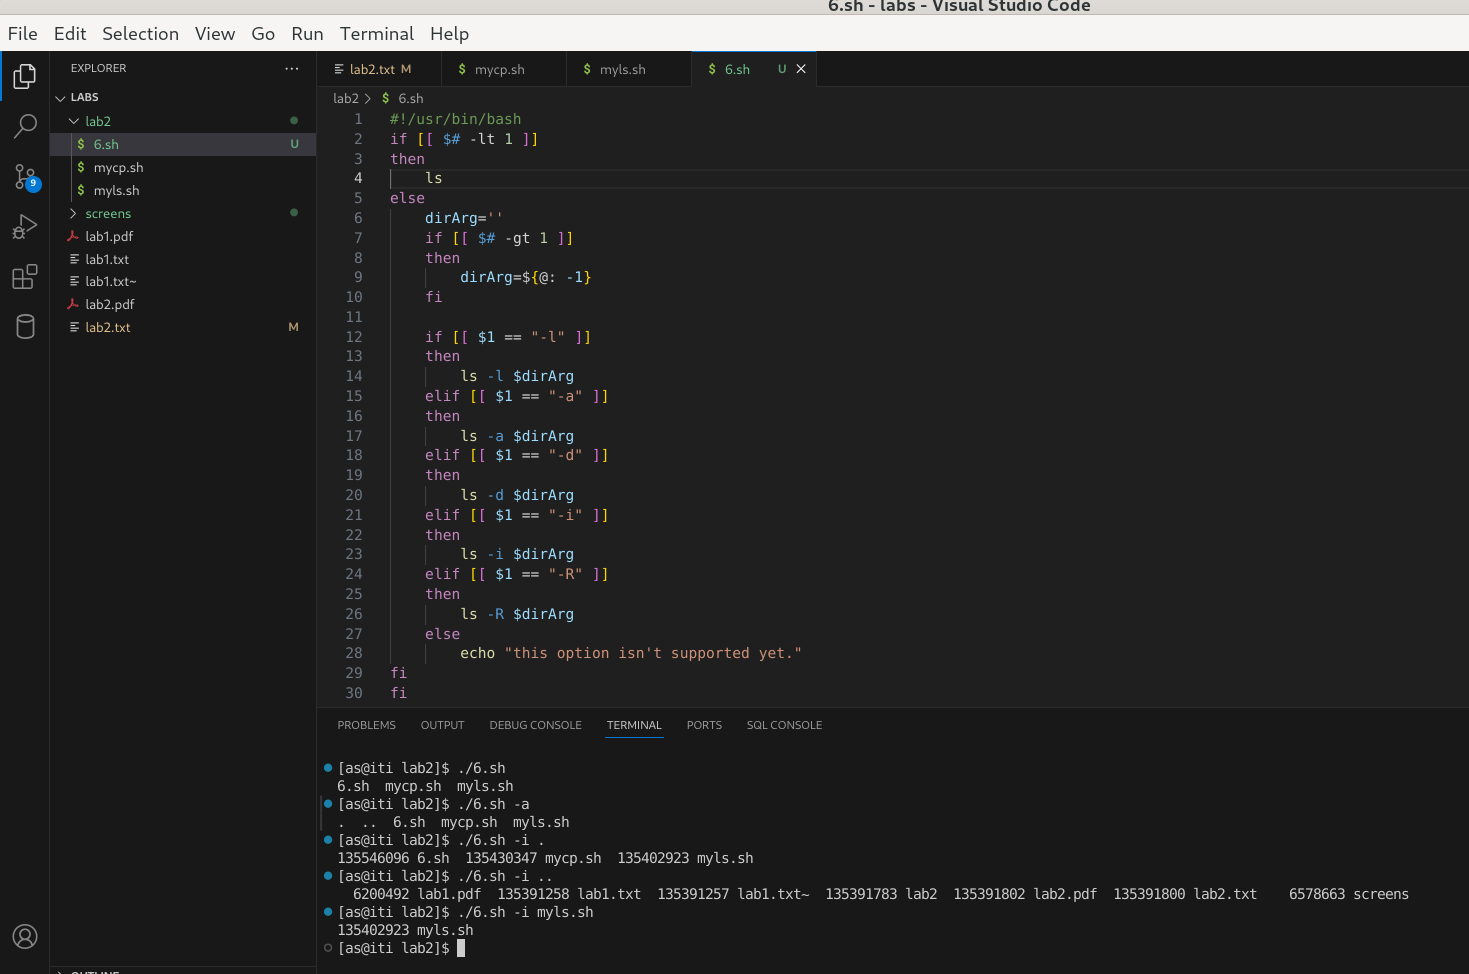 6.sh - labs - Visual Studio Code
File Edit Selection View Go Run Terminal Help
EXPLORER ...
LABS
lab2
6.sh U
mycp.sh
myls.sh
screens
lab1.pdf
lab1.txt
lab1.txt~
lab2.pdf
lab2.txt M
9
lab2.txt M $ mycp.sh $ myls.sh $ 6.sh U
lab2 > $ 6.sh
1 #!/usr/bin/bash
2 if [[ $# -lt 1 ]]
3 then
4     ls
5 else
6     dirArg=''
7     if [[ $# -gt 1 ]]
8     then
9         dirArg=${@: -1}
10     fi
11
12     if [[ $1 == "-l" ]]
13     then
14         ls -l $dirArg
15     elif [[ $1 == "-a" ]]
16     then
17         ls -a $dirArg
18     elif [[ $1 == "-d" ]]
19     then
20         ls -d $dirArg
21     elif [[ $1 == "-i" ]]
22     then
23         ls -i $dirArg
24     elif [[ $1 == "-R" ]]
25     then
26         ls -R $dirArg
27     else
28         echo "this option isn't supported yet."
29 fi
30 fi
PROBLEMS OUTPUT DEBUG CONSOLE TERMINAL PORTS SQL CONSOLE
[as@iti lab2]$ ./6.sh
6.sh  mycp.sh  myls.sh
[as@iti lab2]$ ./6.sh -a
.  ..  6.sh  mycp.sh  myls.sh
[as@iti lab2]$ ./6.sh -i .
135546096 6.sh  135430347 mycp.sh  135402923 myls.sh
[as@iti lab2]$ ./6.sh -i ..
6200492 lab1.pdf  135391258 lab1.txt  135391257 lab1.txt~  135391783 lab2  135391802 lab2.pdf  135391800 lab2.txt    6578663 screens
[as@iti lab2]$ ./6.sh -i myls.sh
135402923 myls.sh
[as@iti lab2]$
OUTLINE